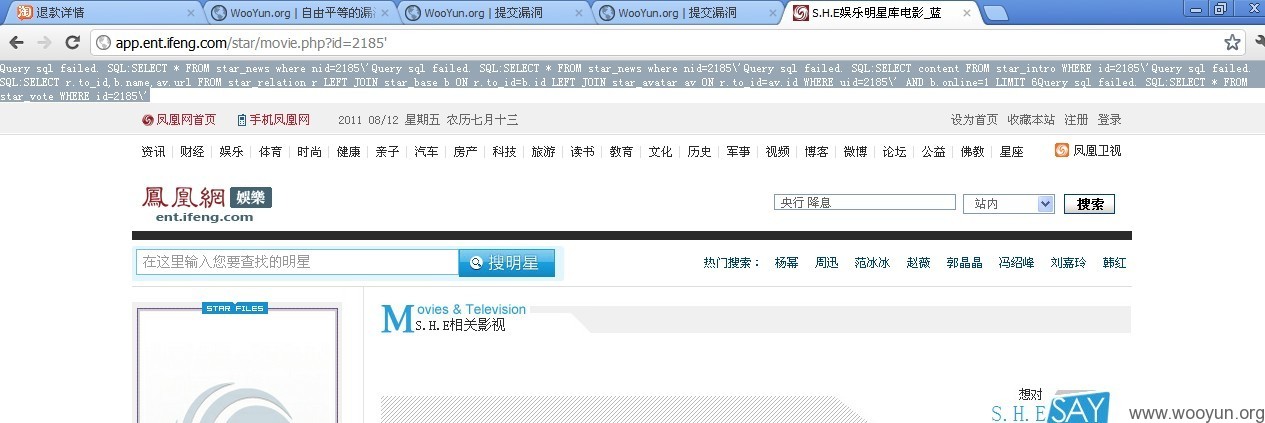 退款详情
WooYun.org | 自由平等的漏
WooYun.org | 提交漏洞
WooYun.org | 提交漏洞
S.H.E娱乐明星库电影_蓝
app.ent.ifeng.com/star/movie.php?id=2185'
Query sql failed. SQL:SELECT * FROM star_news where nid=2185\'Query sql failed. SQL:SELECT * FROM star_news where nid=2185\'Query sql failed. SQL:SELECT content FROM star_intro WHERE id=2185\'Query sql failed.
SQL:SELECT r.to_id,b.name,av.url FROM star_relation r LEFT JOIN star_base b ON r.to_id=b.id LEFT JOIN star_avatar av ON r.to_id=av.id WHERE uid=2185\' AND b.online=1 LIMIT 6Query sql failed. SQL:SELECT * FROM
star_vote WHERE id=2185\'
凤凰网首页 手机凤凰网 2011 08/12 星期五 农历七月十三 设为首页 收藏本站 注册 登录
资讯 财经 娱乐 体育 时尚 健康 亲子 汽车 房产 科技 旅游 读书 教育 文化 历史 军事 视频 博客 微博 论坛 公益 佛教 星座 凤凰卫视
鳳凰網 娛樂
ent.ifeng.com
央行 降息 站内 搜索
在这里输入您要查找的明星 搜明星 热门搜索： 杨幂 周迅 范冰冰 赵薇 郭晶晶 冯绍峰 刘嘉玲 韩红
STAR FILES
Movies & Television
S.H.E相关影视
想对
S.H.E SAY
www.wooyun.org